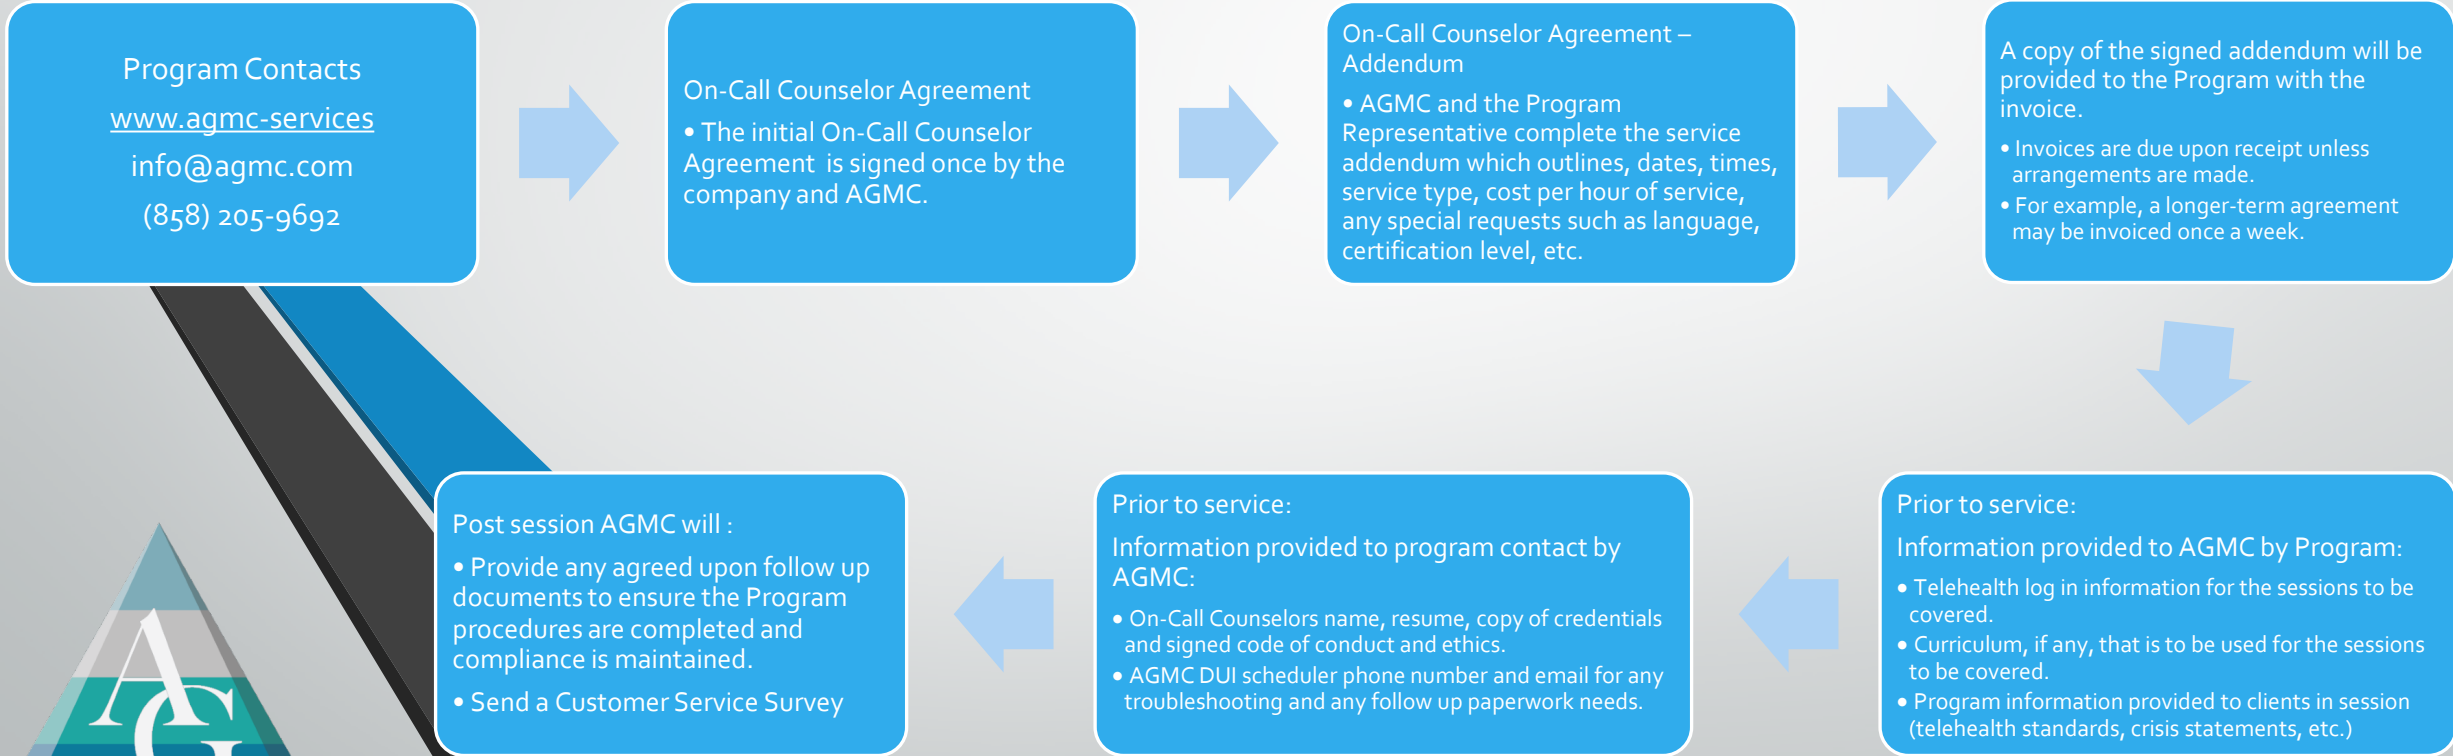 Program Contacts
www.agmc-services
info@agmc.com
(858) 205-9692
On-Call Counselor Agreement
• The initial On-Call Counselor
Agreement is signed once by the
company and AGMC.
On-Call Counselor Agreement –
Addendum
• AGMC and the Program
Representative complete the service
addendum which outlines, dates, times,
service type, cost per hour of service,
any special requests such as language,
certification level, etc.
A copy of the signed addendum will be
provided to the Program with the
invoice.
• Invoices are due upon receipt unless
arrangements are made.
• For example, a longer-term agreement
may be invoiced once a week.
Prior to service:
Information provided to AGMC by Program:
• Telehealth log in information for the sessions to be
covered.
• Curriculum, if any, that is to be used for the sessions
to be covered.
• Program information provided to clients in session
(telehealth standards, crisis statements, etc.)
Prior to service:
Information provided to program contact by
AGMC:
• On-Call Counselors name, resume, copy of credentials
and signed code of conduct and ethics.
• AGMC DUI scheduler phone number and email for any
troubleshooting and any follow up paperwork needs.
Post session AGMC will :
• Provide any agreed upon follow up
documents to ensure the Program
procedures are completed and
compliance is maintained.
• Send a Customer Service Survey
AG